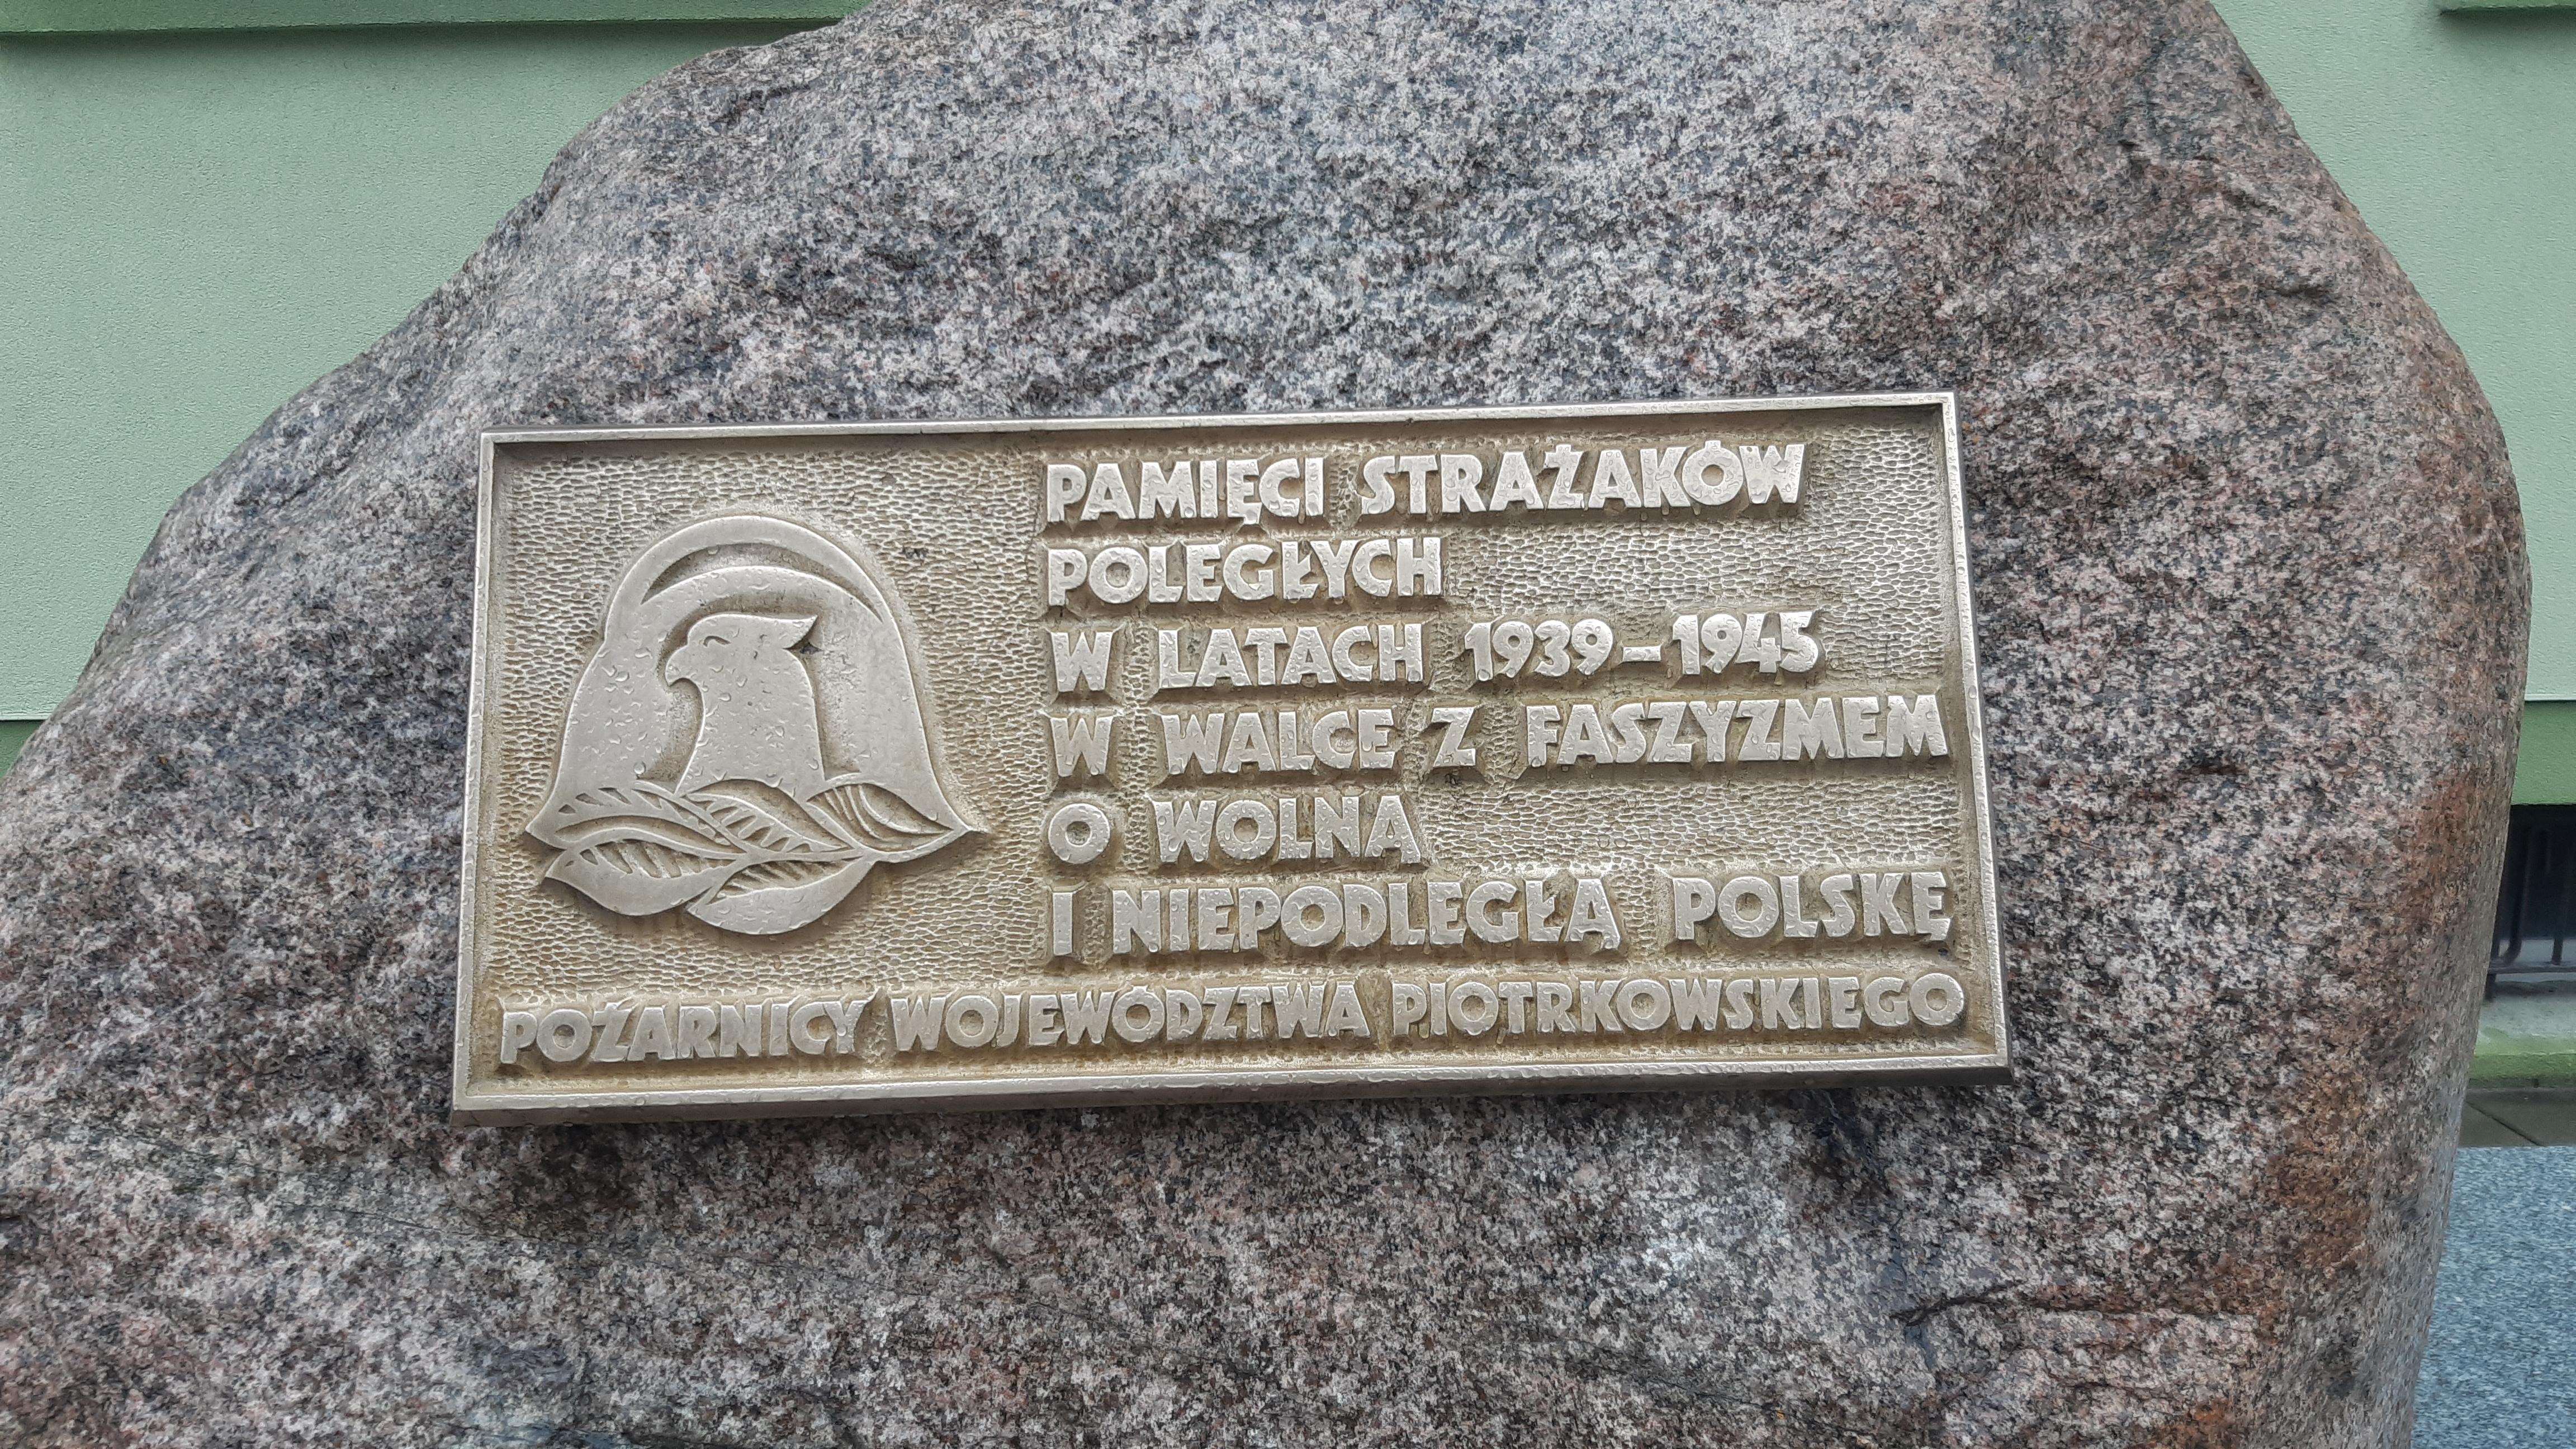 PAMIĘCI STRAŻAKÓW
POLEGŁYCH
W LATACH 1939-1945
W WALCE Z FASZYZMEM
O WOLNĄ
I NIEPODLEGŁĄ POLSKĘ
POŻARNICY WOJEWÓDZTWA PIOTRKOWSKIEGO